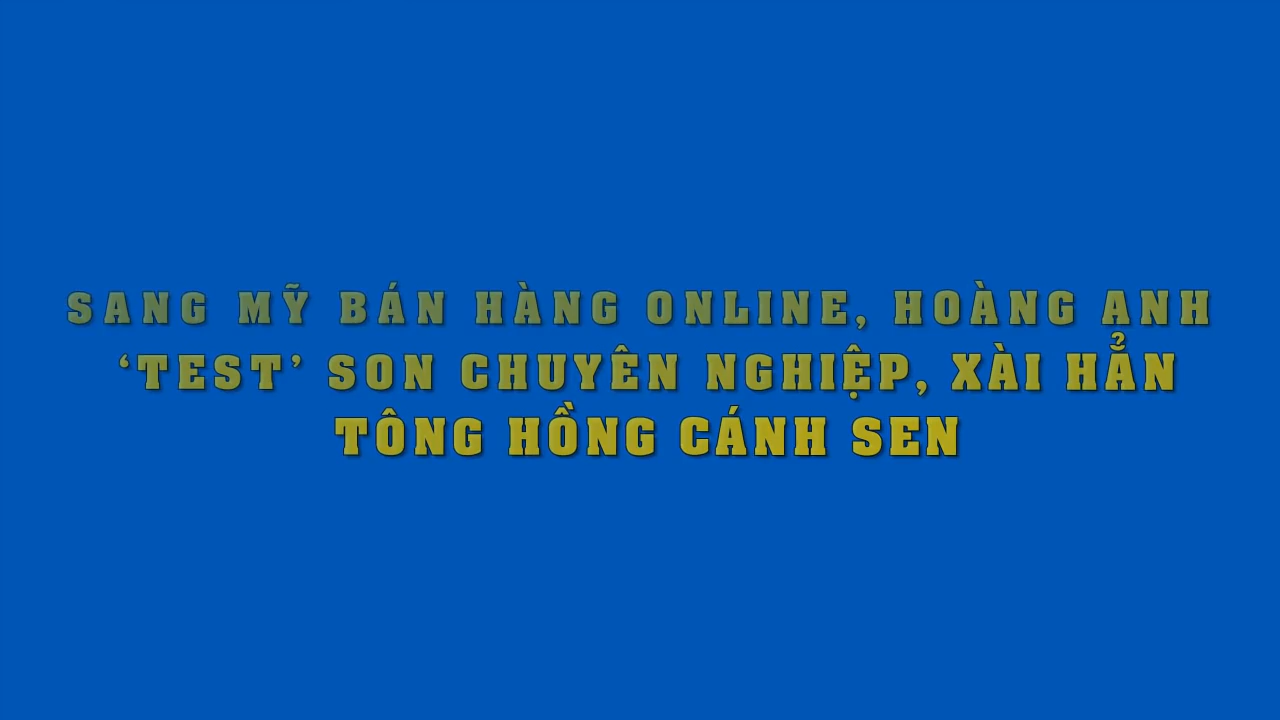 SANG MỸ BÁN HÀNG ONLINE, HOÀNG ANH
‘TEST’ SON CHUYÊN NGHIỆP, XÀI HẲN
TÔNG HỒNG CÁNH SEN